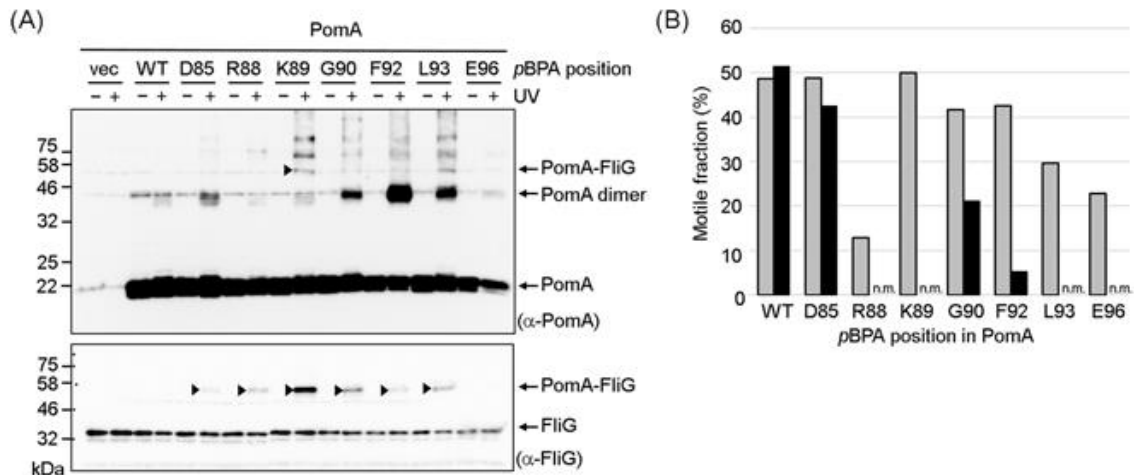 (A)
PomA
vec WT D85 R88 K89 G90 F92 L93 E96 pBPA position
− + − + − + − + − + − + − + − + − + UV
75
58
46
32
25
22
PomA-FliG
PomA dimer
PomA
(α-PomA)
75
58
46
32
kDa
PomA-FliG
FliG
(α-FliG)
(B)
Motile fraction (%)
60
50
40
30
20
10
0
n.m. n.m. n.m. n.m.
WT D85 R88 K89 G90 F92 L93 E96
pBPA position in PomA